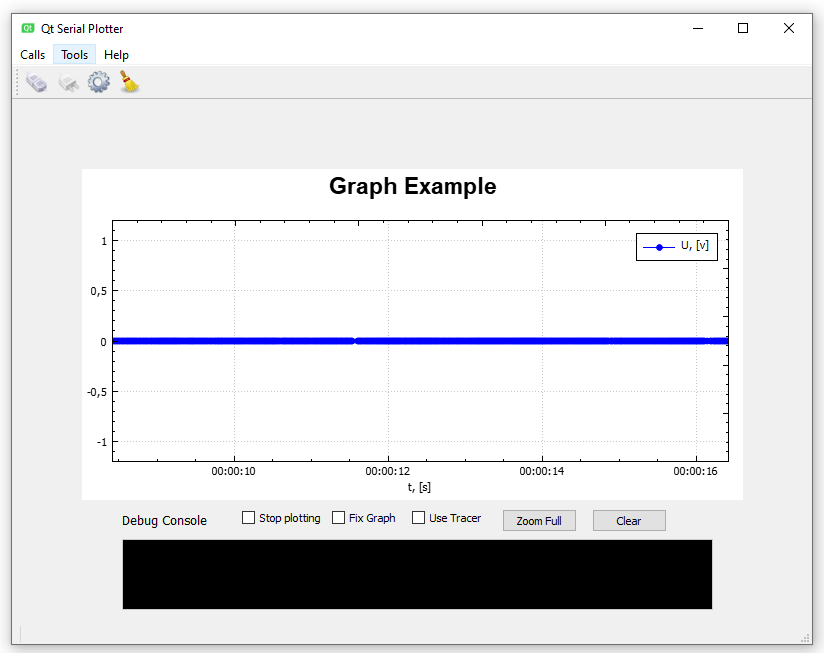 Qt Qt Serial Plotter
Calls Tools Help
Graph Example
U, [v]
1
0,5
0
-0,5
-1
00:00:10 00:00:12 00:00:14 00:00:16
t, [s]
Debug Console Stop plotting Fix Graph Use Tracer Zoom Full Clear